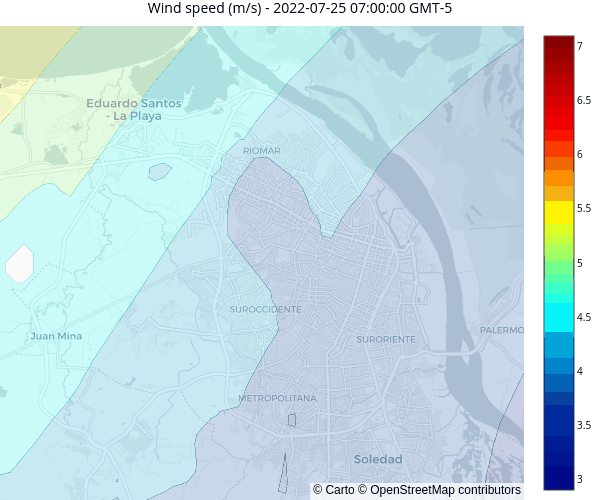 Wind speed (m/s) - 2022-07-25 07:00:00 GMT-5
7
6.5
6
5.5
5
4.5
4
3.5
3
Eduardo Santos
- La Playa
RIOMAR
SUROCCIDENTE
Juan Mina
SURORIENTE
PALERMO
METROPOLITANA
Soledad
© Carto © OpenStreetMap contributors